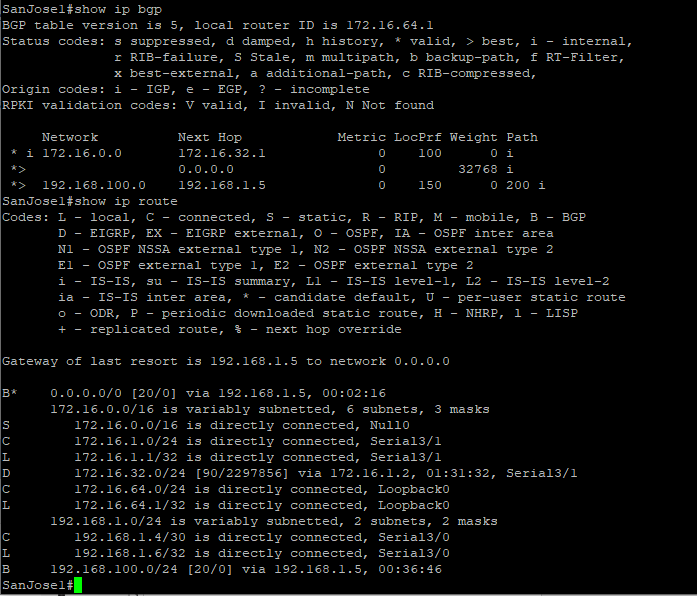 SanJose1#show ip bgp
BGP table version is 5, local router ID is 172.16.64.1
Status codes: s suppressed, d damped, h history, * valid, > best, i - internal,
              r RIB-failure, S Stale, m multipath, b backup-path, f RT-Filter,
              x best-external, a additional-path, c RIB-compressed,
Origin codes: i - IGP, e - EGP, ? - incomplete
RPKI validation codes: V valid, I invalid, N Not found

     Network          Next Hop            Metric LocPrf Weight Path
 * i 172.16.0.0       172.16.32.1              0    100      0 i
 *>                   0.0.0.0                  0         32768 i
 *>  192.168.100.0    192.168.1.5              0    150      0 200 i
SanJose1#show ip route
Codes: L - local, C - connected, S - static, R - RIP, M - mobile, B - BGP
       D - EIGRP, EX - EIGRP external, O - OSPF, IA - OSPF inter area
       N1 - OSPF NSSA external type 1, N2 - OSPF NSSA external type 2
       E1 - OSPF external type 1, E2 - OSPF external type 2
       i - IS-IS, su - IS-IS summary, L1 - IS-IS level-1, L2 - IS-IS level-2
       ia - IS-IS inter area, * - candidate default, U - per-user static route
       o - ODR, P - periodic downloaded static route, H - NHRP, l - LISP
       + - replicated route, % - next hop override

Gateway of last resort is 192.168.1.5 to network 0.0.0.0

B*    0.0.0.0/0 [20/0] via 192.168.1.5, 00:02:16
      172.16.0.0/16 is variably subnetted, 6 subnets, 3 masks
S        172.16.0.0/16 is directly connected, Null0
C        172.16.1.0/24 is directly connected, Serial3/1
L        172.16.1.1/32 is directly connected, Serial3/1
D        172.16.32.0/24 [90/2297856] via 172.16.1.2, 01:31:32, Serial3/1
C        172.16.64.0/24 is directly connected, Loopback0
L        172.16.64.1/32 is directly connected, Loopback0
      192.168.1.0/24 is variably subnetted, 2 subnets, 2 masks
C        192.168.1.4/30 is directly connected, Serial3/0
L        192.168.1.6/32 is directly connected, Serial3/0
B     192.168.100.0/24 [20/0] via 192.168.1.5, 00:36:46
SanJose1#